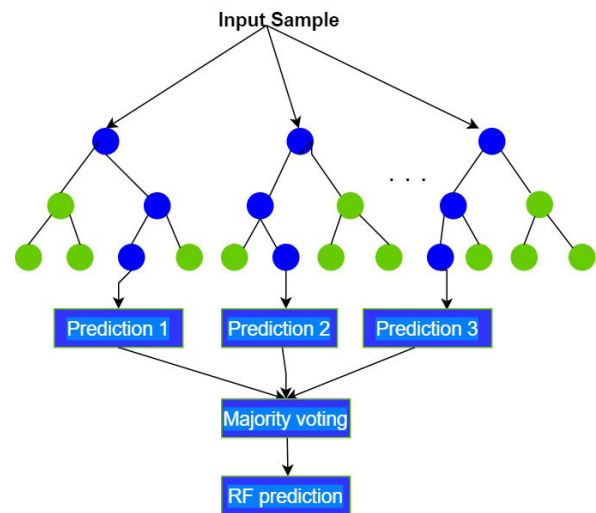 Input Sample
. . .
Prediction 1
Prediction 2
Prediction 3
Majority voting
RF prediction